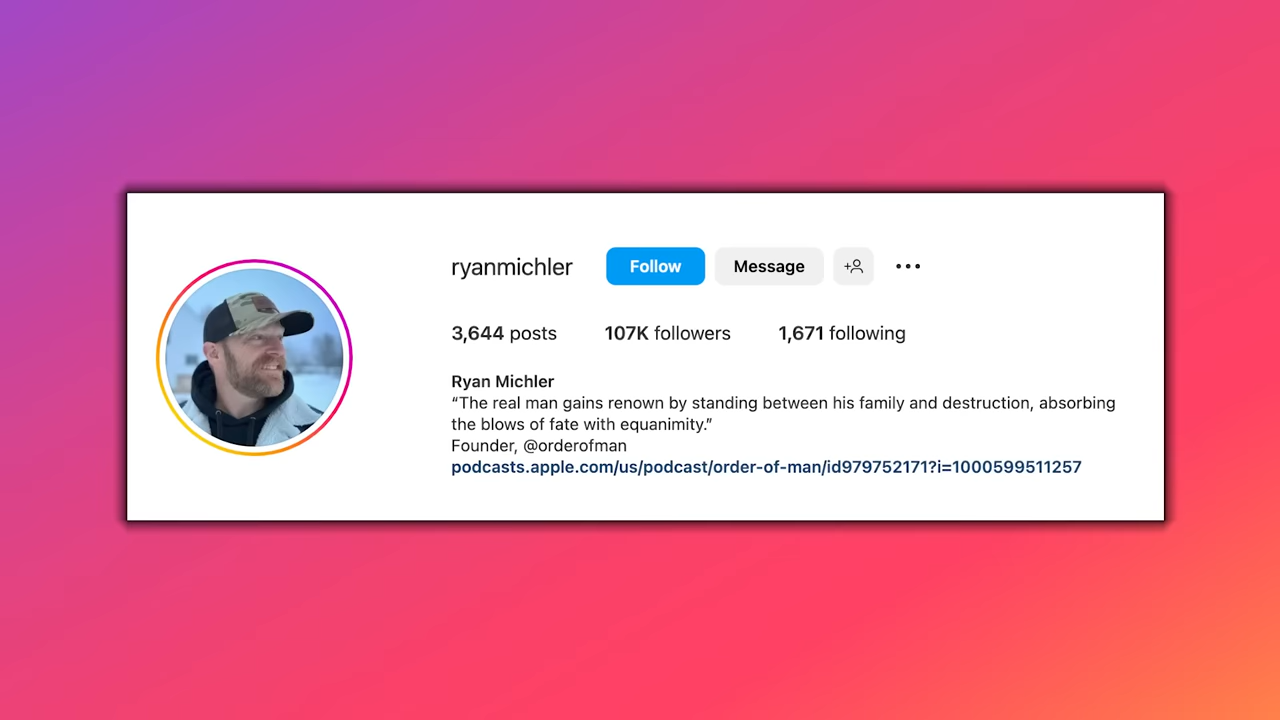 ryanmichler Follow Message
3,644 posts 107K followers 1,671 following
Ryan Michler
“The real man gains renown by standing between his family and destruction, absorbing
the blows of fate with equanimity.”
Founder, @orderofman
podcasts.apple.com/us/podcast/order-of-man/id979752171?i=1000599511257